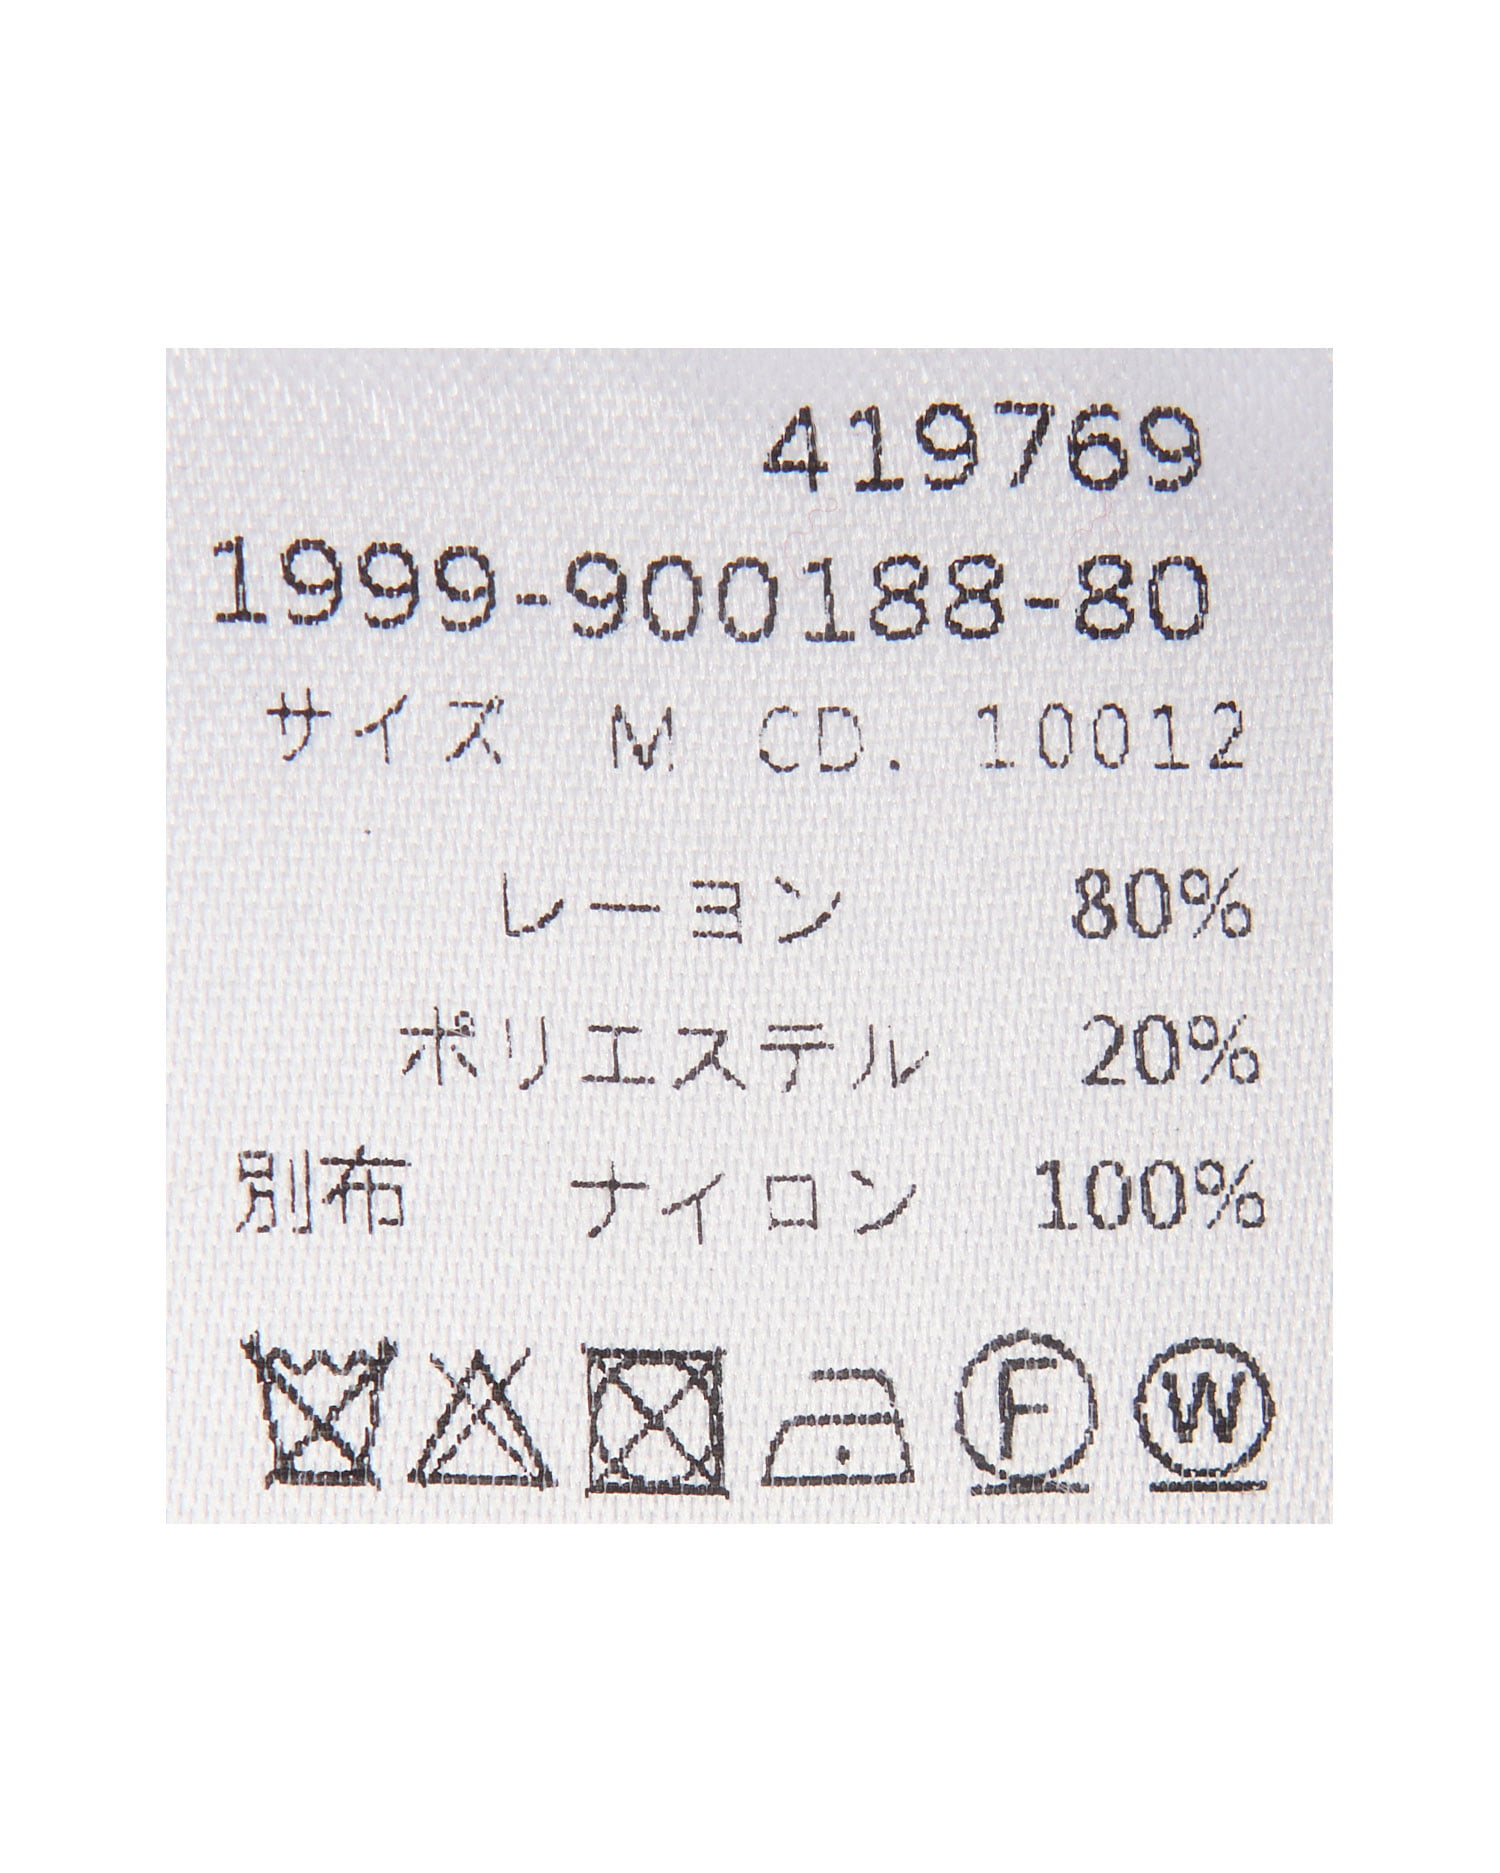 419769
1999-900188-80
サイズ M CD. 10012
レーヨン 80%
ポリエステル 20%
別布 ナイロン 100%
F W